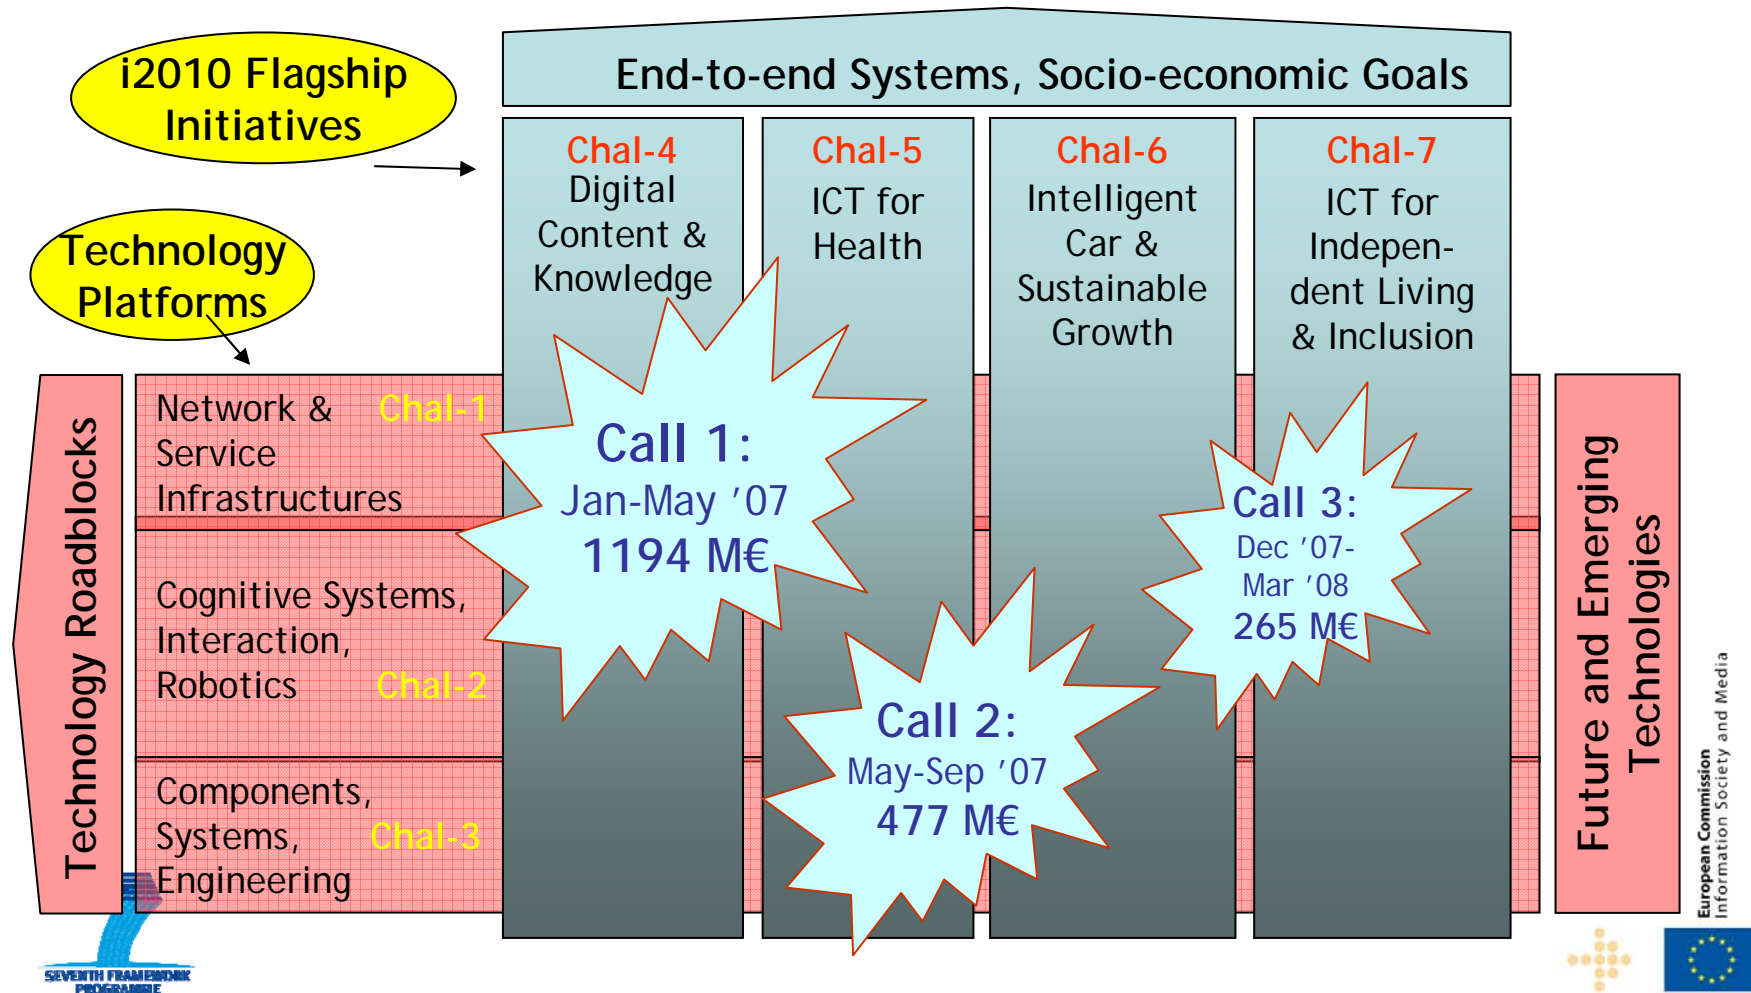 i2010 Flagship
Initiatives
End-to-end Systems, Socio-economic Goals
Technology
Platforms
Chal-4
Digital
Content &
Knowledge
Chal-5
ICT for
Health
Chal-6
Intelligent
Car &
Sustainable
Growth
Chal-7
ICT for
Indepen-
dent Living
& Inclusion
Technology Roadblocks
Network & Chal-1
Service
Infrastructures
Cognitive Systems,
Interaction,
Robotics Chal-2
Components,
Systems, Chal-3
Engineering
Call 1:
Jan-May ’07
1194 M€
Call 2:
May-Sep ’07
477 M€
Call 3:
Dec ’07-
Mar ’08
265 M€
Future and Emerging
Technologies
European Commission
Information Society and Media
SEVENTH FRAMEWORK
PROGRAMME